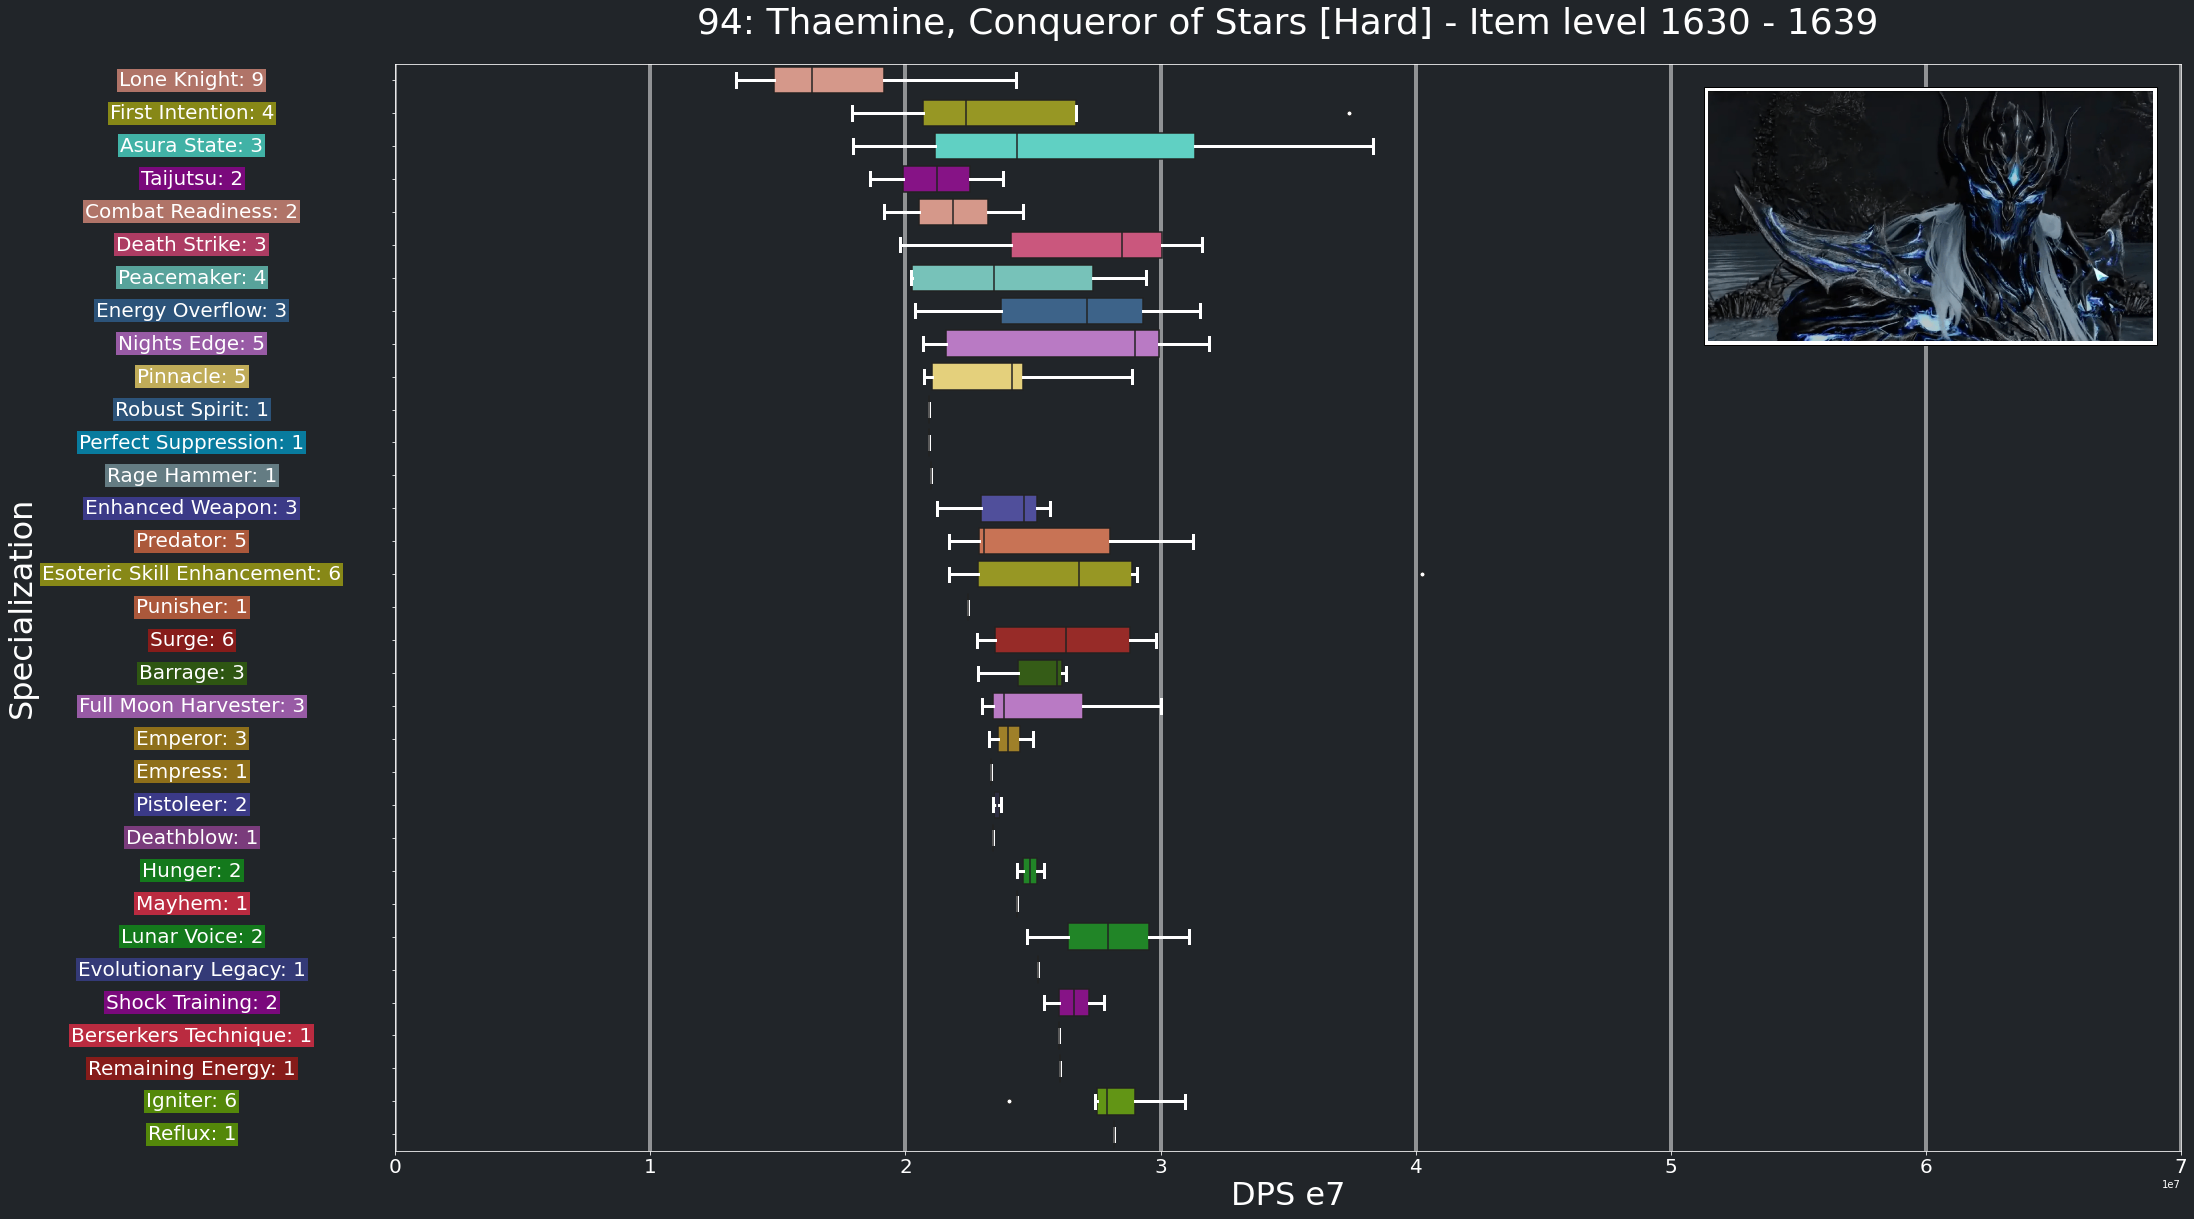 94: Thaemine, Conqueror of Stars [Hard] - Item level 1630 - 1639
Specialization
Lone Knight: 9
First Intention: 4
Asura State: 3
Taijutsu: 2
Combat Readiness: 2
Death Strike: 3
Peacemaker: 4
Energy Overflow: 3
Nights Edge: 5
Pinnacle: 5
Robust Spirit: 1
Perfect Suppression: 1
Rage Hammer: 1
Enhanced Weapon: 3
Predator: 5
Esoteric Skill Enhancement: 6
Punisher: 1
Surge: 6
Barrage: 3
Full Moon Harvester: 3
Emperor: 3
Empress: 1
Pistoleer: 2
Deathblow: 1
Hunger: 2
Mayhem: 1
Lunar Voice: 2
Evolutionary Legacy: 1
Shock Training: 2
Berserkers Technique: 1
Remaining Energy: 1
Igniter: 6
Reflux: 1
0 1 2 3 4 5 6 7
1e7
DPS e7